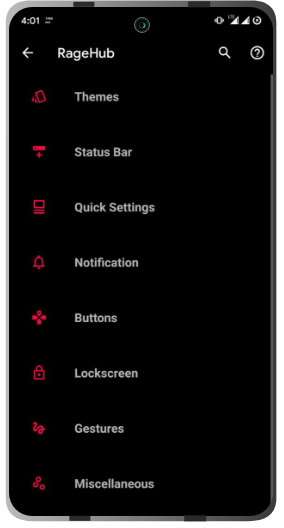 4:01
RageHub
Themes
Status Bar
Quick Settings
Notification
Buttons
Lockscreen
Gestures
Miscellaneous